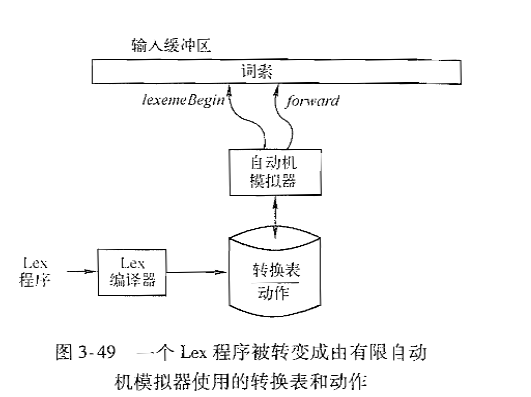 输入缓冲区
词素
lexemeBegin
forward
自动机
模拟器
Lex
程序
Lex
编译器
转换表
动作
图 3-49 一个 Lex 程序被转变成由有限自动
机模拟器使用的转换表和动作